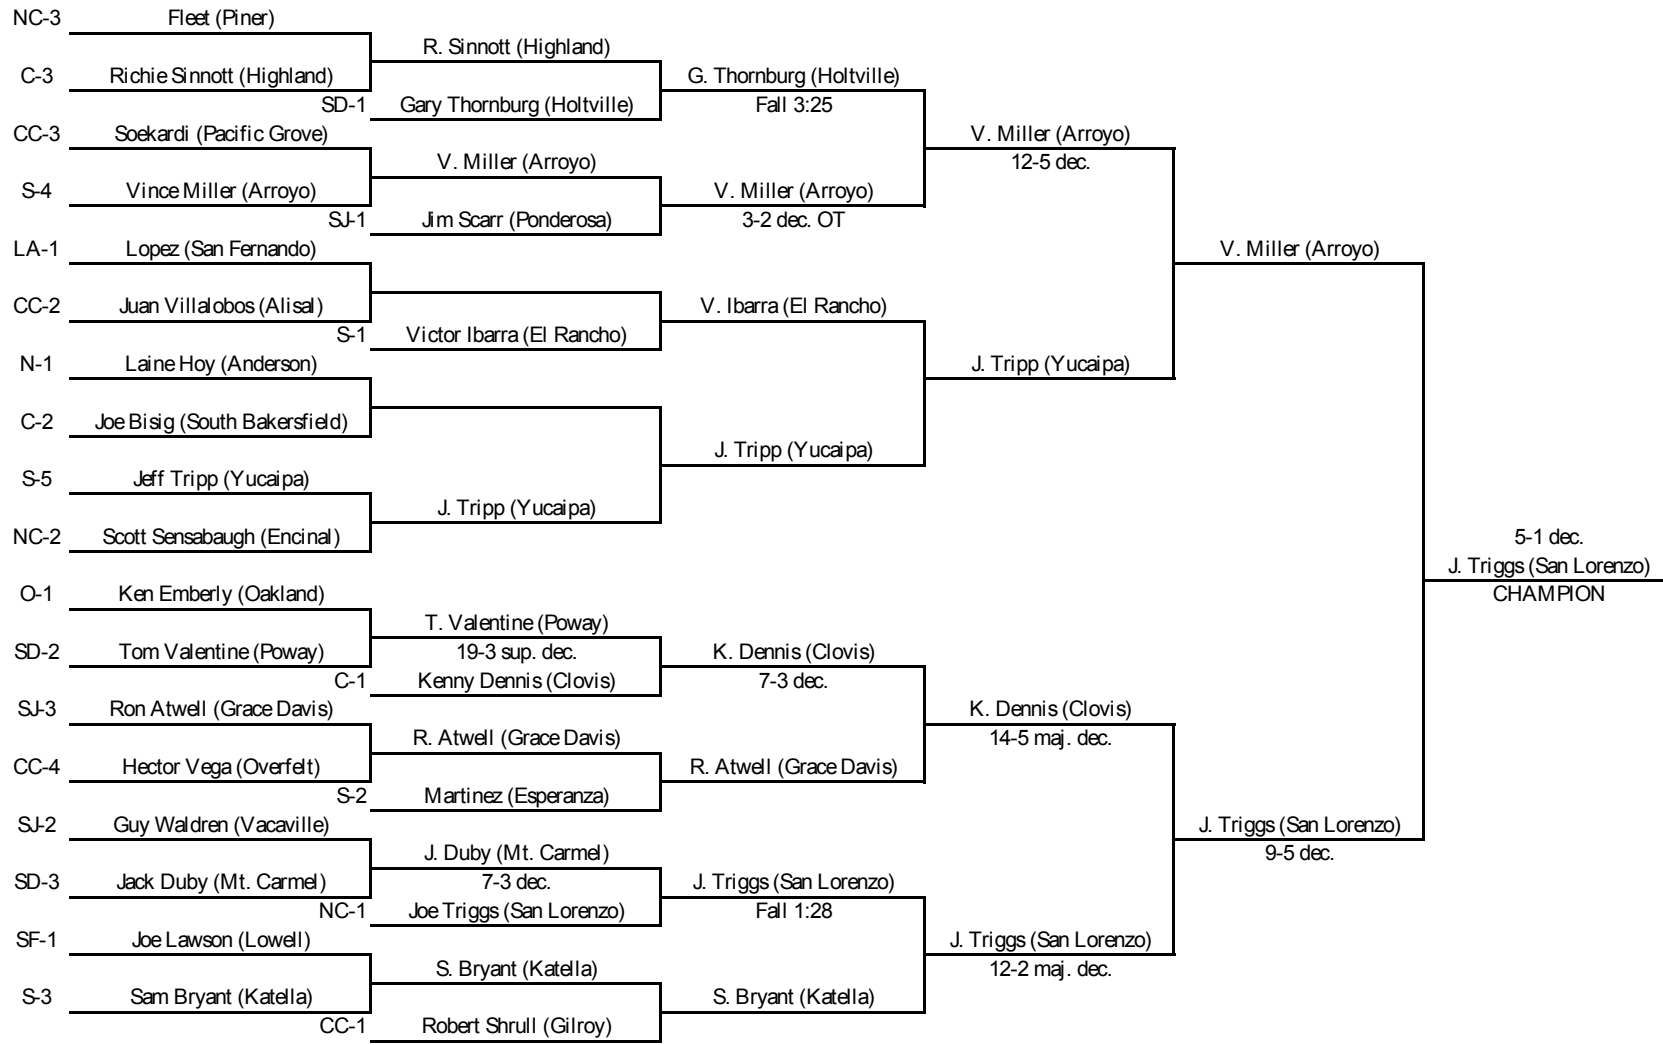 NC-3 Fleet (Piner)
R. Sinnott (Highland)
C-3 Richie Sinnott (Highland) G. Thornburg (Holtville)
SD-1 Gary Thornburg (Holtville) Fall 3:25
CC-3 Soekardi (Pacific Grove) V. Miller (Arroyo)
V. Miller (Arroyo) 12-5 dec.
S-4 Vince Miller (Arroyo) V. Miller (Arroyo)
SJ-1 Jim Scarr (Ponderosa) 3-2 dec. OT
LA-1 Lopez (San Fernando) V. Miller (Arroyo)
CC-2 Juan Villalobos (Alisal) V. Ibarra (El Rancho)
S-1 Victor Ibarra (El Rancho)
N-1 Laine Hoy (Anderson) J. Tripp (Yucaipa)
C-2 Joe Bisig (South Bakersfield)
J. Tripp (Yucaipa)
S-5 Jeff Tripp (Yucaipa)
J. Tripp (Yucaipa)
NC-2 Scott Sensabaugh (Encinal) 5-1 dec.
J. Triggs (San Lorenzo)
O-1 Ken Emberly (Oakland) CHAMPION
T. Valentine (Poway)
SD-2 Tom Valentine (Poway) 19-3 sup. dec. K. Dennis (Clovis)
C-1 Kenny Dennis (Clovis) 7-3 dec.
SJ-3 Ron Atwell (Grace Davis) K. Dennis (Clovis)
R. Atwell (Grace Davis) 14-5 maj. dec.
CC-4 Hector Vega (Overfelt) R. Atwell (Grace Davis)
S-2 Martinez (Esperanza)
SJ-2 Guy Waldren (Vacaville) J. Triggs (San Lorenzo)
J. Duby (Mt. Carmel) 9-5 dec.
SD-3 Jack Duby (Mt. Carmel) 7-3 dec. J. Triggs (San Lorenzo)
NC-1 Joe Triggs (San Lorenzo) Fall 1:28
SF-1 Joe Lawson (Lowell) J. Triggs (San Lorenzo)
S. Bryant (Katella) 12-2 maj. dec.
S-3 Sam Bryant (Katella) S. Bryant (Katella)
CC-1 Robert Shrull (Gilroy)